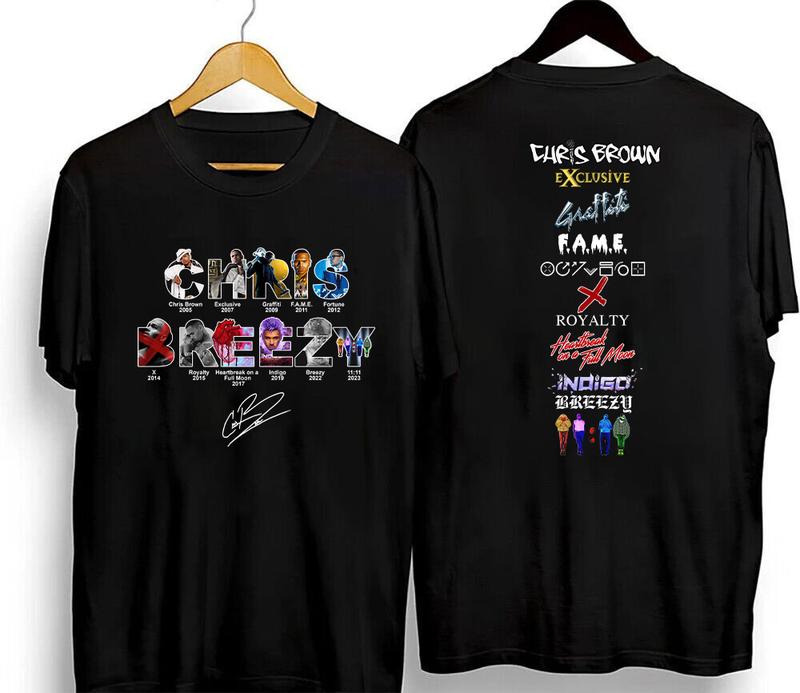 CHRIS
Chris Brown Exclusive Graffiti F.A.M.E. Fortune
2005 2007 2009 2011 2012
BREEZY
X Royalty Heartbreak on a Indigo Breezy 11:11
2014 2015 Full Moon 2019 2022 2023
2017
CHRIS BROWN
EXCLUSIVE
Graffiti
F.A.M.E.
X
ROYALTY
Heartbreak
on a Full Moon
INDIGO
BREEZY